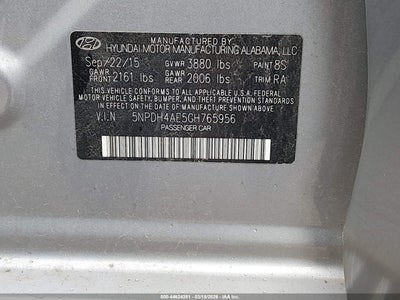 HYUNDAI MOTOR MANUFACTURING ALABAMA, LLC
Sep/22/15 GVWR 3880 lbs PAINT 8S
GAWR FRONT 2161 lbs GAWR REAR 2006 lbs TRIM RA
THIS VEHICLE CONFORMS TO ALL APPLICABLE U.S.A. FEDERAL
MOTOR VEHICLE SAFETY, BUMPER, AND THEFT PREVENTION STANDARDS
IN EFFECT ON THE DATE OF MANUFACTURE SHOWN ABOVE.
V.I.N 5NPDH4AE5GH765956
PASSENGER CAR